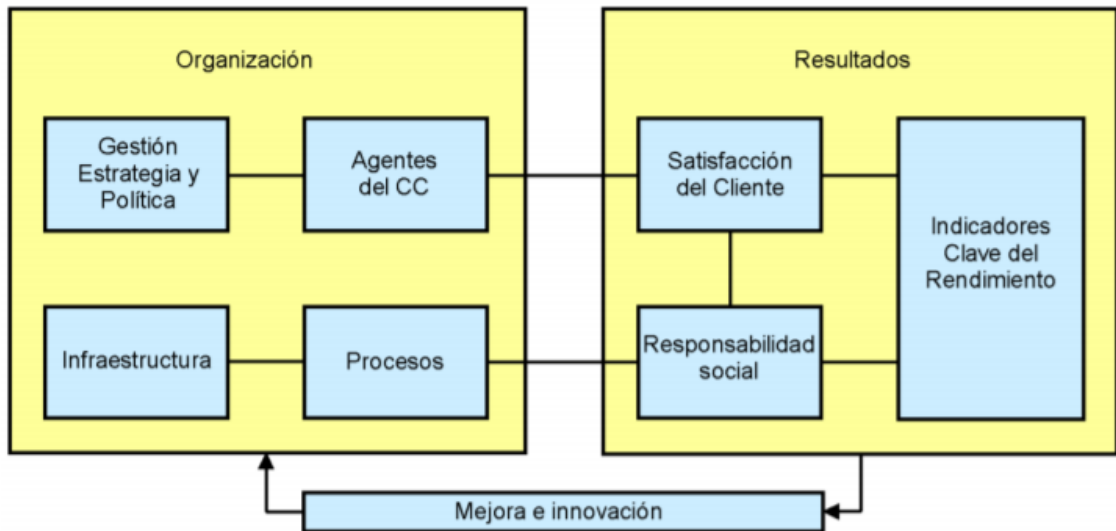 Organización
Gestión
Estrategia y
Política
Agentes
del CC
Infraestructura
Procesos
Resultados
Satisfacción
del Cliente
Responsabilidad
social
Indicadores
Clave del
Rendimiento
Mejora e innovación